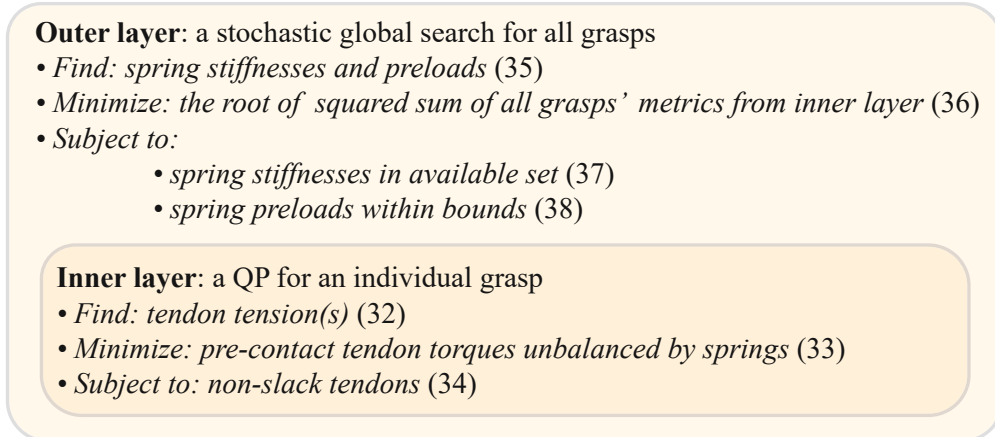 Outer layer: a stochastic global search for all grasps
• Find: spring stiffnesses and preloads (35)
• Minimize: the root of squared sum of all grasps’ metrics from inner layer (36)
• Subject to:
• spring stiffnesses in available set (37)
• spring preloads within bounds (38)
Inner layer: a QP for an individual grasp
• Find: tendon tension(s) (32)
• Minimize: pre-contact tendon torques unbalanced by springs (33)
• Subject to: non-slack tendons (34)